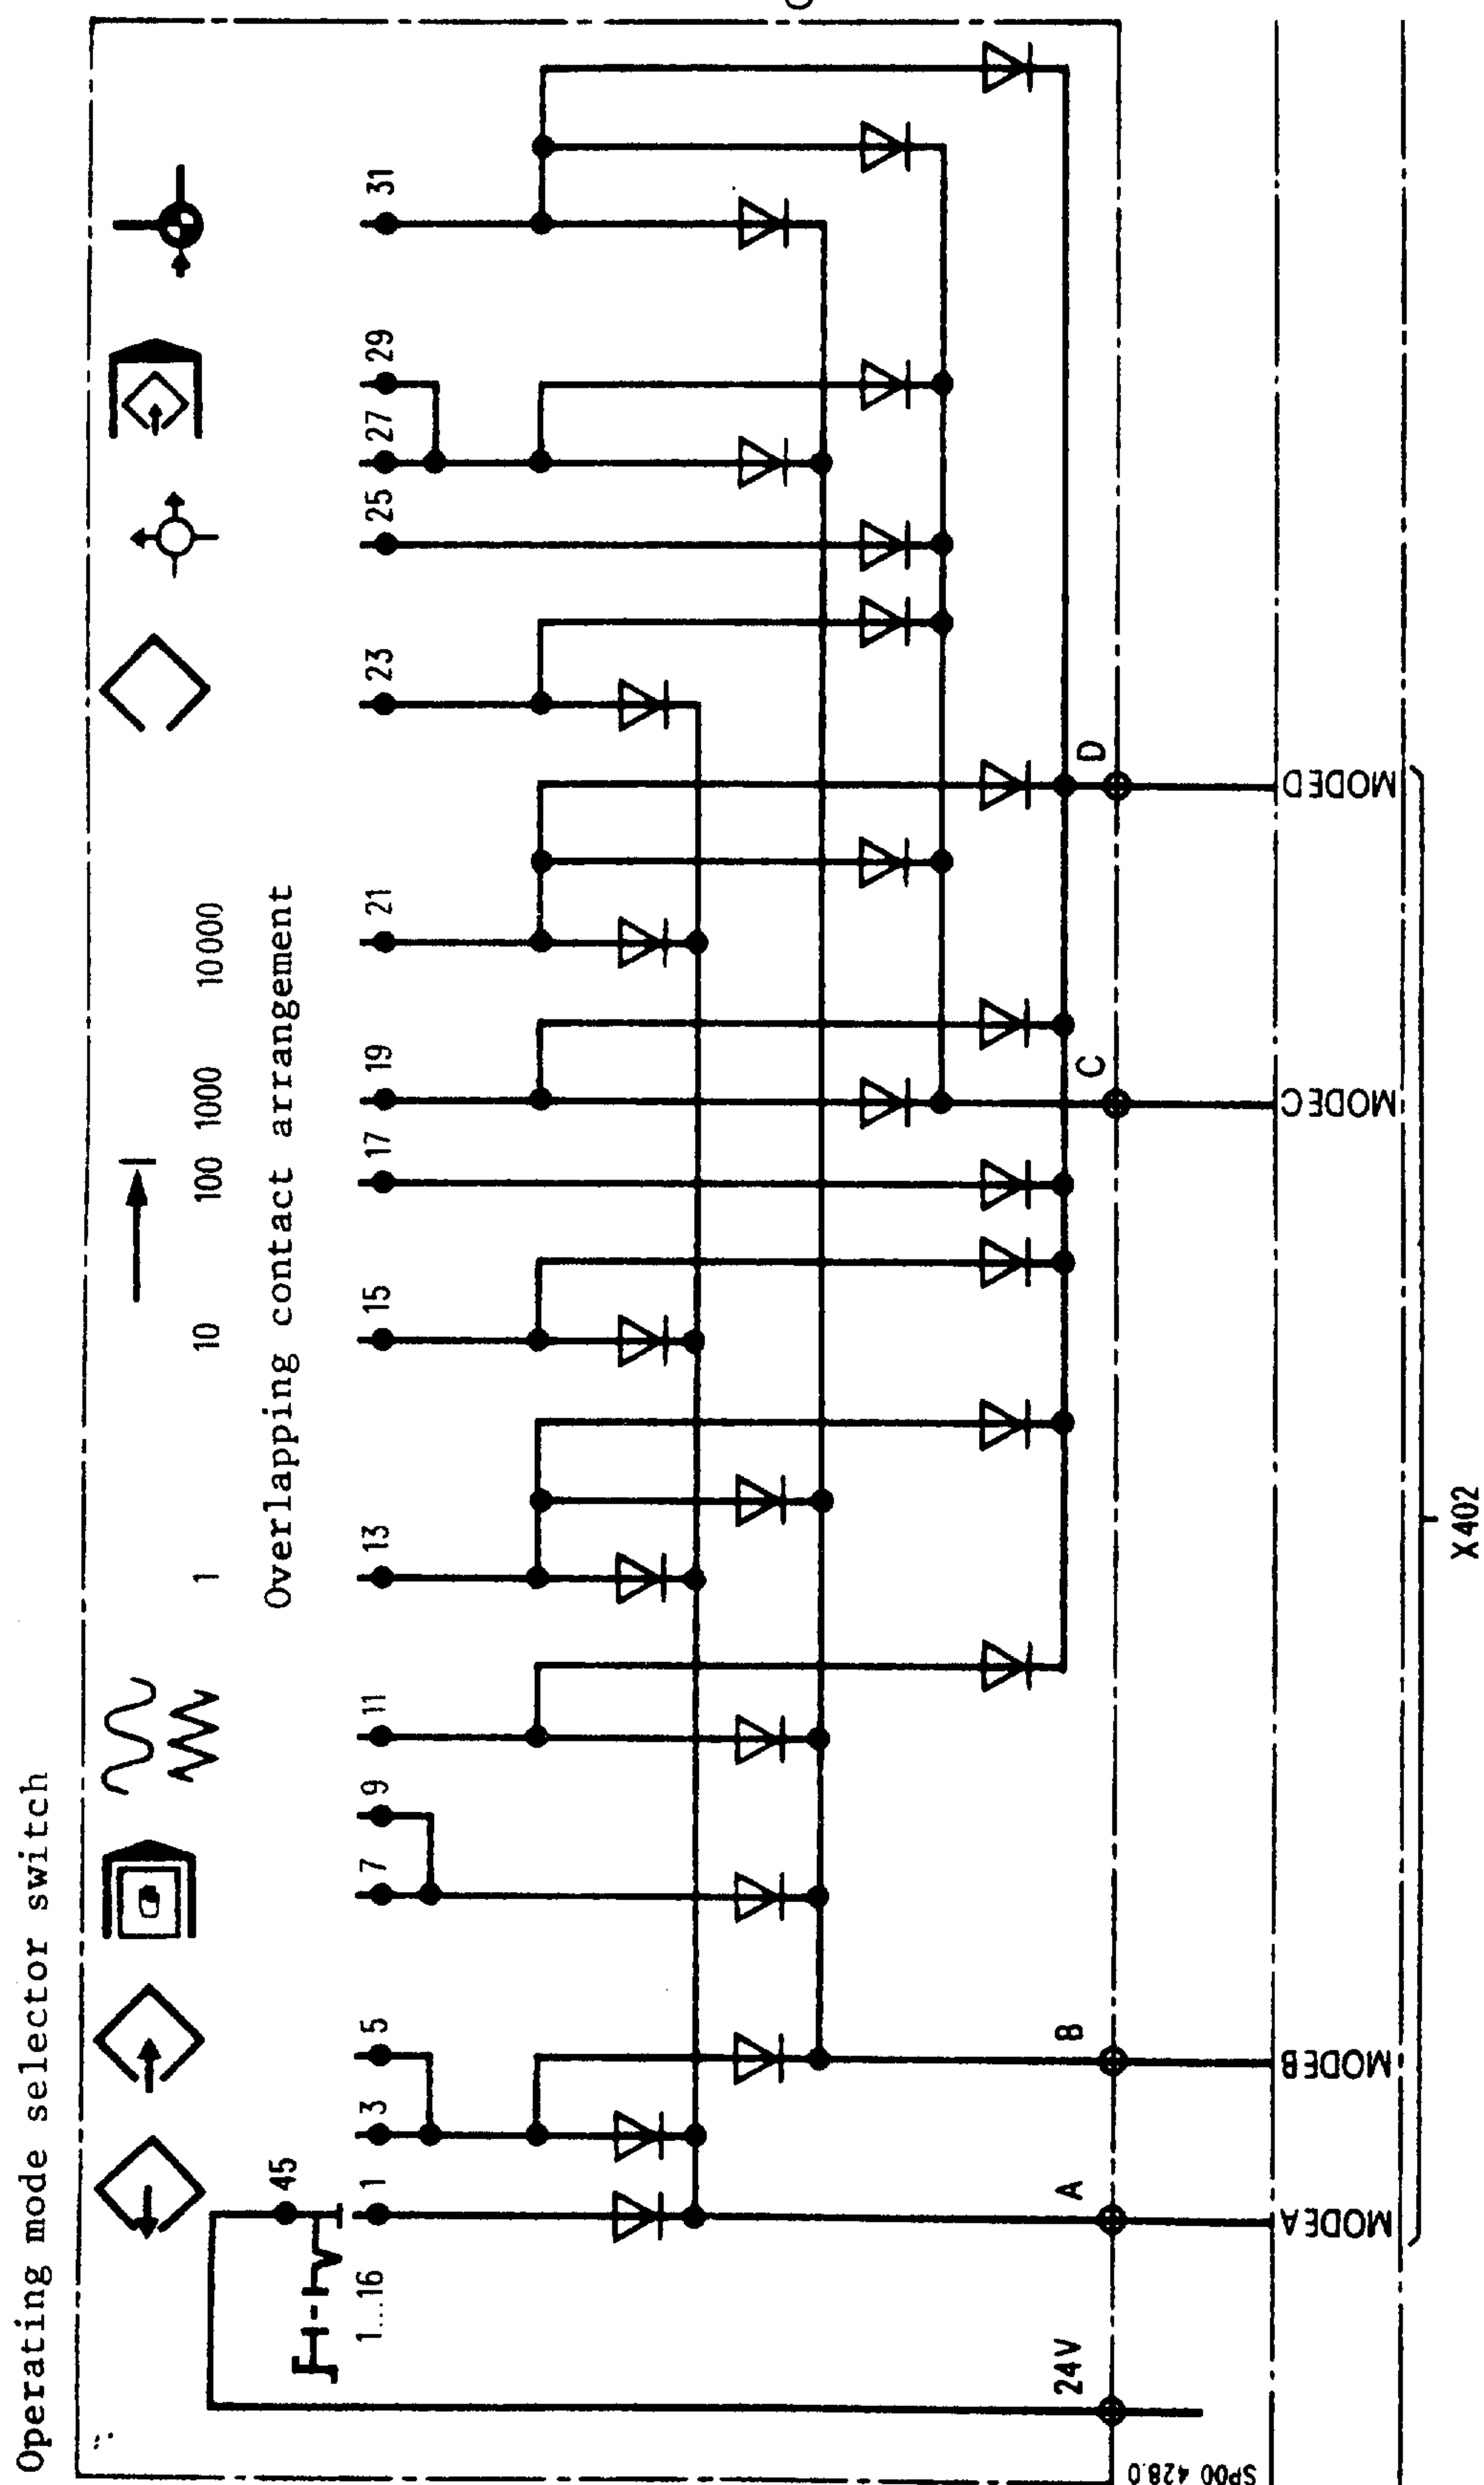 Operating mode selector switch
1
10
100
1000
10000
Overlapping contact arrangement
45
1...16
1
3
5
7
9
11
13
15
17
19
21
23
25
27
29
31
24V
A
B
C
D
SP00 428.0
MODEA
MODEB
MODEC
MODED
X402